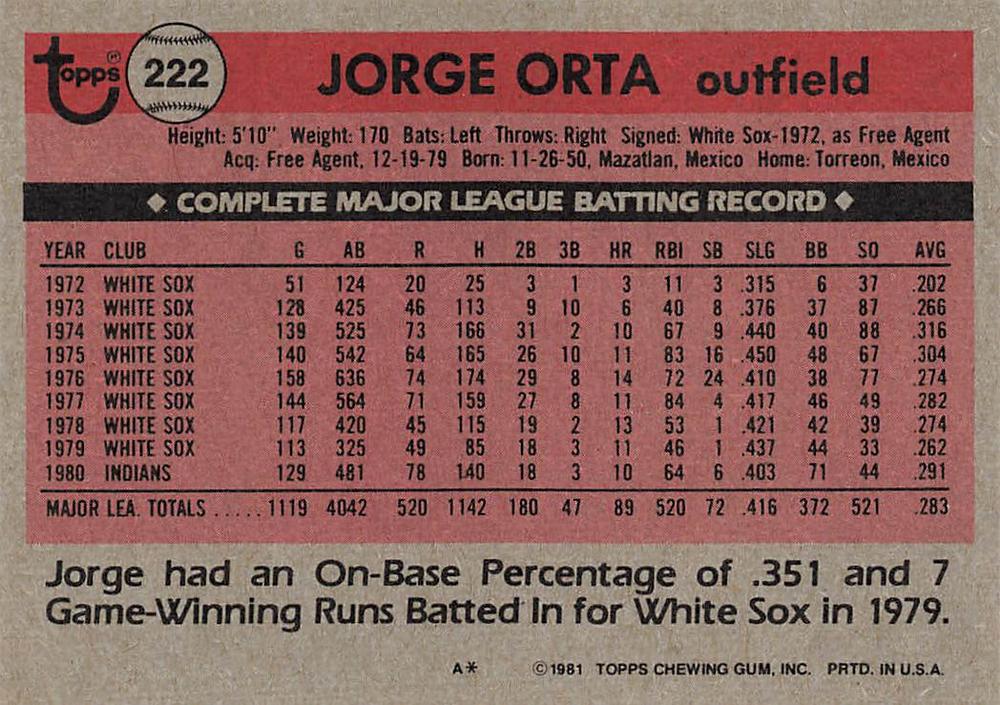 Topps 222 JORGE ORTA outfield
Height: 5'10" Weight: 170 Bats: Left Throws: Right Signed: White Sox-1972, as Free Agent
Acq: Free Agent, 12-19-79 Born: 11-26-50, Mazatlan, Mexico Home: Torreon, Mexico
◆ COMPLETE MAJOR LEAGUE BATTING RECORD ◆
YEAR CLUB G AB R H 2B 3B HR RBI SB SLG BB SO AVG
1972 WHITE SOX 51 124 20 25 3 1 3 11 3 .315 6 37 .202
1973 WHITE SOX 128 425 46 113 9 10 6 40 8 .376 37 87 .266
1974 WHITE SOX 139 525 73 166 31 2 10 67 9 .440 40 88 .316
1975 WHITE SOX 140 542 64 165 26 10 11 83 16 .450 48 67 .304
1976 WHITE SOX 158 636 74 174 29 8 14 72 24 .410 38 77 .274
1977 WHITE SOX 144 564 71 159 27 8 11 84 4 .417 46 49 .282
1978 WHITE SOX 117 420 45 115 19 2 13 53 1 .421 42 39 .274
1979 WHITE SOX 113 325 49 85 18 3 11 46 1 .437 44 33 .262
1980 INDIANS 129 481 78 140 18 3 10 64 6 .403 71 44 .291
MAJOR LEA. TOTALS ..... 1119 4042 520 1142 180 47 89 520 72 .416 372 521 .283
Jorge had an On-Base Percentage of .351 and 7
Game-Winning Runs Batted In for White Sox in 1979.
A* ©1981 TOPPS CHEWING GUM, INC. PRTD. IN U.S.A.